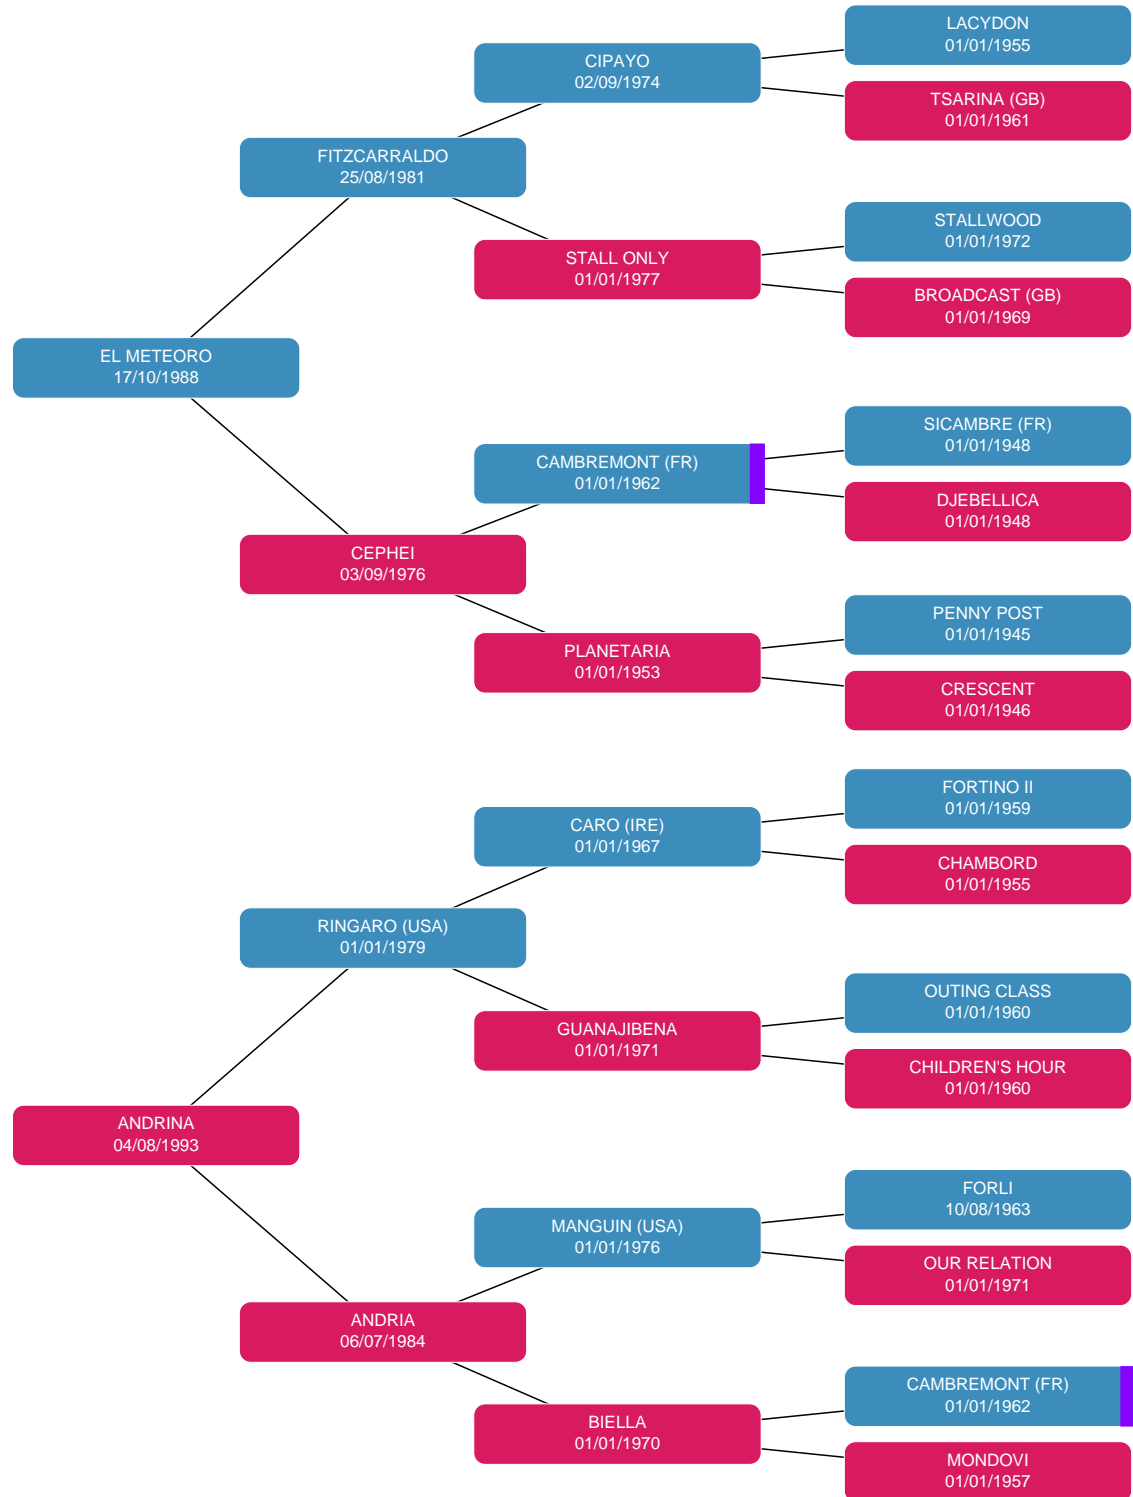 LACYDON
01/01/1955
CIPAYO
02/09/1974
TSARINA (GB)
01/01/1961
FITZCARRALDO
25/08/1981
STALLWOOD
01/01/1972
STALL ONLY
01/01/1977
BROADCAST (GB)
01/01/1969
EL METEORO
17/10/1988
SICAMBRE (FR)
01/01/1948
CAMBREMONT (FR)
01/01/1962
DJEBELLICA
01/01/1948
CEPHEI
03/09/1976
PENNY POST
01/01/1945
PLANETARIA
01/01/1953
CRESCENT
01/01/1946
FORTINO II
01/01/1959
CARO (IRE)
01/01/1967
CHAMBORD
01/01/1955
RINGARO (USA)
01/01/1979
OUTING CLASS
01/01/1960
GUANAJIBENA
01/01/1971
CHILDREN'S HOUR
01/01/1960
ANDRINA
04/08/1993
FORLI
10/08/1963
MANGUIN (USA)
01/01/1976
OUR RELATION
01/01/1971
ANDRIA
06/07/1984
CAMBREMONT (FR)
01/01/1962
BIELLA
01/01/1970
MONDOVI
01/01/1957